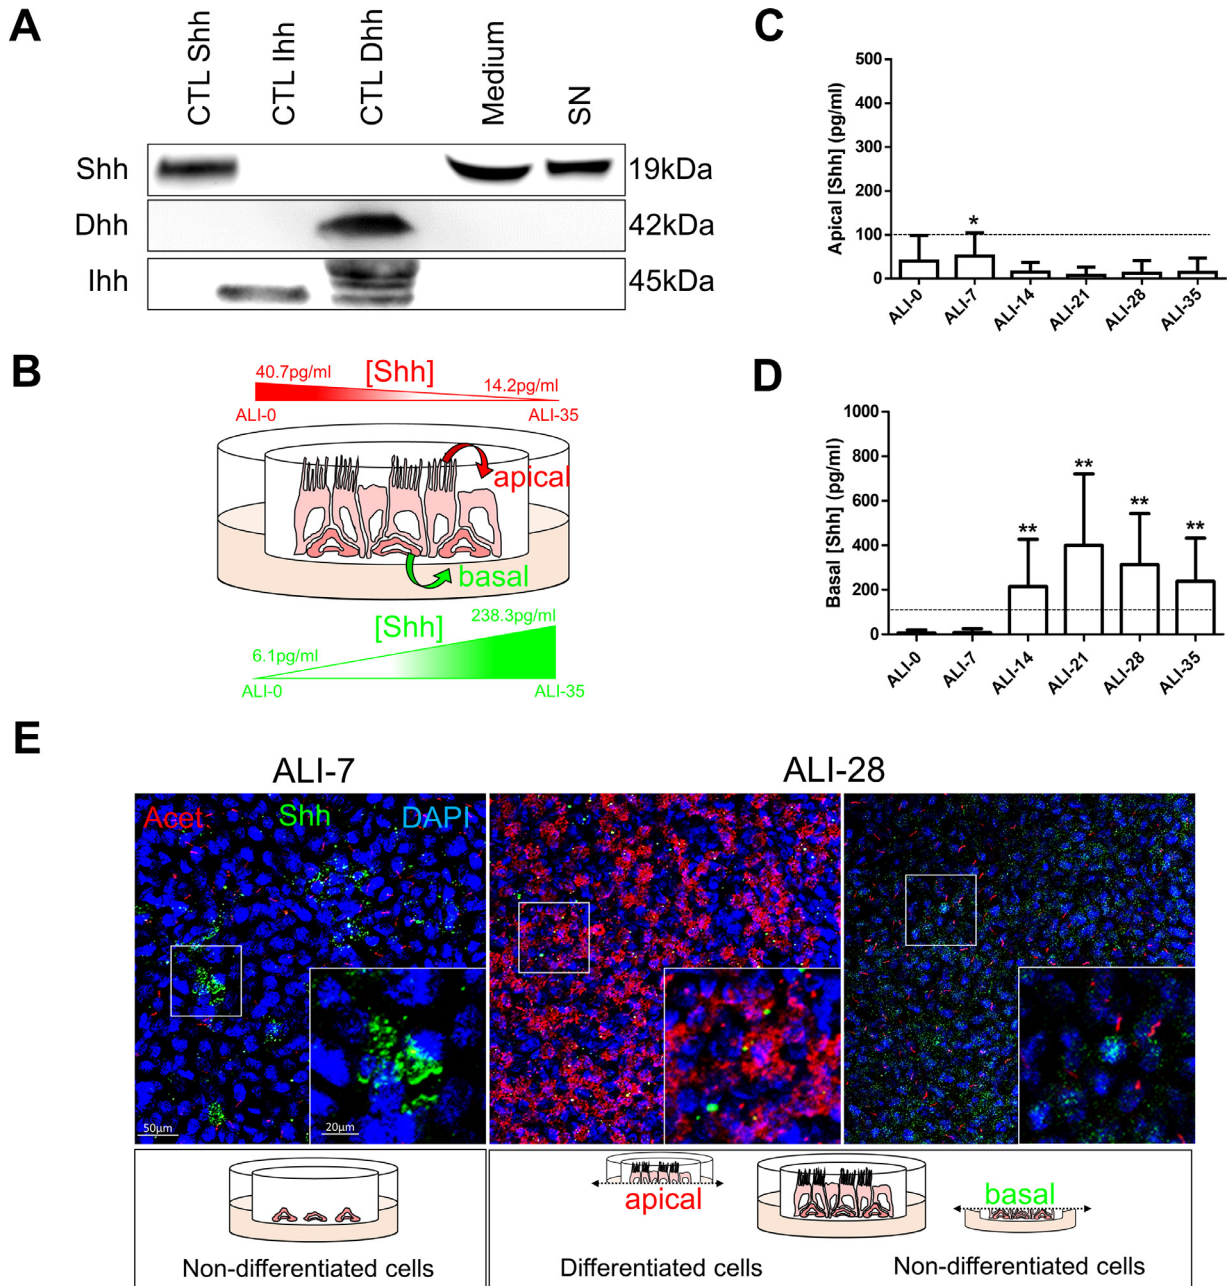 A
CTL Shh
CTL Ihh
CTL Dhh
Medium
SN
Shh
19kDa
Dhh
42kDa
Ihh
45kDa
B
40.7pg/ml
[Shh]
14.2pg/ml
ALI-0
ALI-35
apical
basal
[Shh]
238.3pg/ml
6.1pg/ml
ALI-0
ALI-35
C
Apical [Shh] (pg/ml)
500
400
300
200
100
0
*
ALI-0
ALI-7
ALI-14
ALI-21
ALI-28
ALI-35
D
Basal [Shh] (pg/ml)
1000
800
600
400
200
0
**
**
**
**
ALI-0
ALI-7
ALI-14
ALI-21
ALI-28
ALI-35
E
ALI-7
ALI-28
Acet
Shh
DAPI
50µm
20µm
apical
basal
Non-differentiated cells
Differentiated cells
Non-differentiated cells